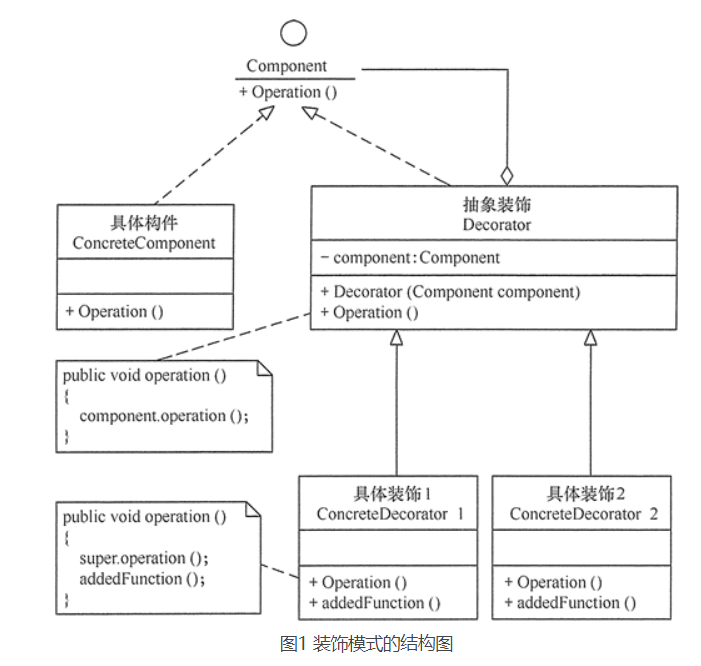 Component
+ Operation ()
具体构件
ConcreteComponent
+ Operation ()
抽象装饰
Decorator
− component:Component
+ Decorator (Component component)
+ Operation ()
public void operation ()
{
component.operation ();
}
具体装饰1
ConcreteDecorator 1
+ Operation ()
+ addedFunction ()
具体装饰2
ConcreteDecorator 2
+ Operation ()
+ addedFunction ()
public void operation ()
{
super.operation ();
addedFunction ();
}
图1 装饰模式的结构图